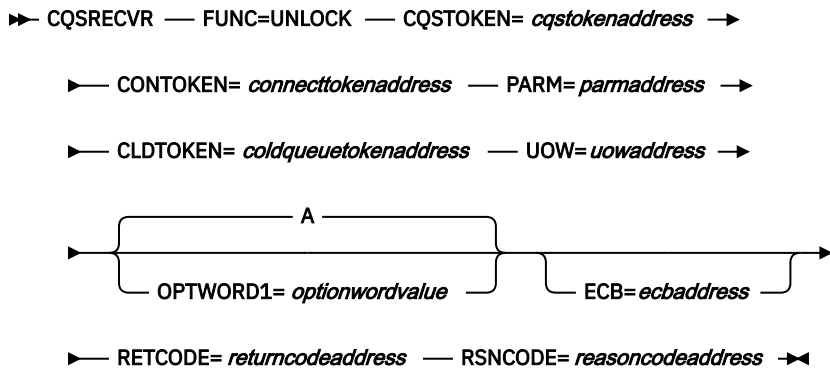 CQSRECVR FUNC=UNLOCK CQSTOKEN= cqstokenaddress
CONTOKEN= connecttokenaddress PARM= parmaddress
CLDTOKEN= coldqueuetokenaddress UOW= uowaddress
A
OPTWORD1= optionwordvalue ECB= ecbaddress
RETCODE= returncodeaddress RSNCODE= reasoncodeaddress